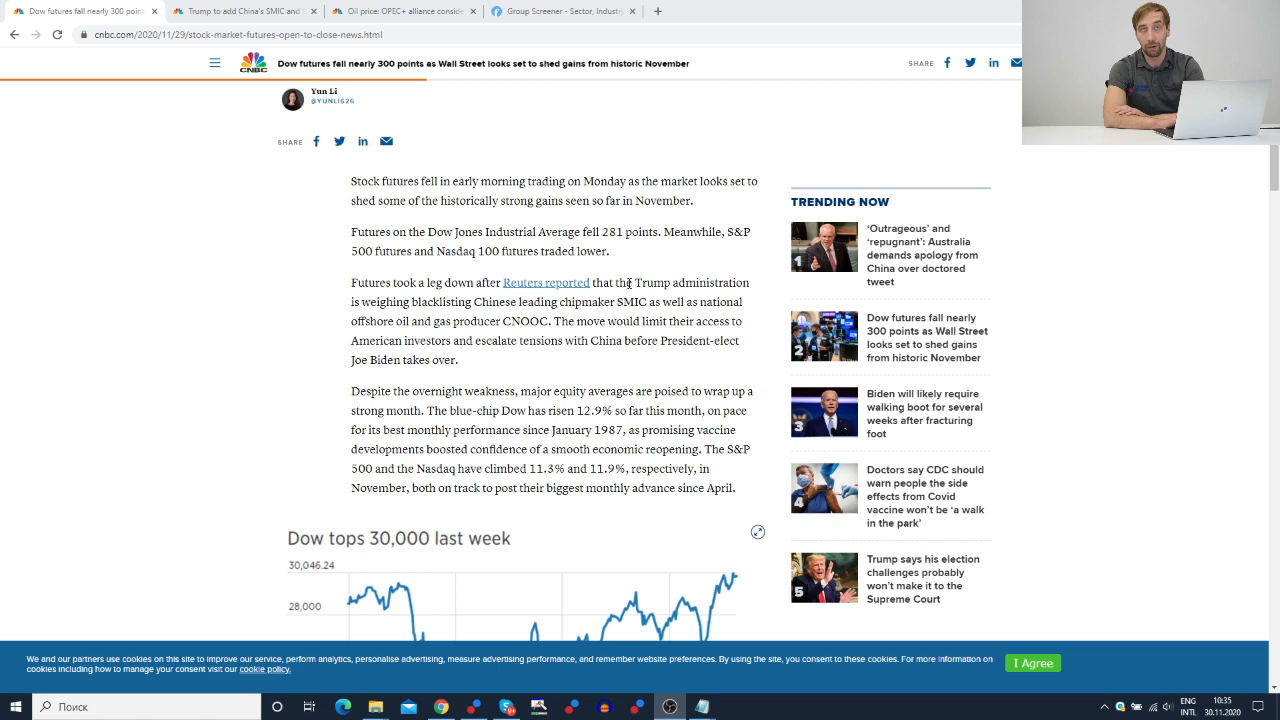 Dow futures fall nearly 300 point
Trump to add China's SMIC and
Oil price: OPEC+ alliance conside
Group Screener - Sector, Industr
cnbc.com/2020/11/29/stock-market-futures-open-to-close-news.html
CNBC
Dow futures fall nearly 300 points as Wall Street looks set to shed gains from historic November
SHARE
Yun Li
@YUNLI626
SHARE
Stock futures fell in early morning trading on Monday as the market looks set to
shed some of the historically strong gains seen so far in November.
Futures on the Dow Jones Industrial Average fell 281 points. Meanwhile, S&P
500 futures and Nasdaq 100 futures traded lower.
Futures took a leg down after Reuters reported that the Trump administration
is weighing blacklisting Chinese leading chipmaker SMIC as well as national
offshore oil and gas producer CNOOC. The move would limit their access to
American investors and escalate tensions with China before President-elect
Joe Biden takes over.
Despite the overnight weakness, major equity averages are poised to wrap up a
strong month. The blue-chip Dow has risen 12.9% so far this month, on pace
for its best monthly performance since January 1987, as promising vaccine
developments boosted confidence of a smooth economic reopening. The S&P
500 and the Nasdaq have climbed 11.3% and 11.9%, respectively, in
November, both on track to post their biggest monthly advance since April.
Dow tops 30,000 last week
30,046.24
28,000
TRENDING NOW
1
'Outrageous' and
'repugnant': Australia
demands apology from
China over doctored
tweet
2
Dow futures fall nearly
300 points as Wall Street
looks set to shed gains
from historic November
3
Biden will likely require
walking boot for several
weeks after fracturing
foot
4
Doctors say CDC should
warn people the side
effects from Covid
vaccine won't be 'a walk
in the park'
5
Trump says his election
challenges probably
won't make it to the
Supreme Court
We and our partners use cookies on this site to improve our service, perform analytics, personalise advertising, measure advertising performance, and remember website preferences. By using the site, you consent to these cookies. For more information on
cookies including how to manage your consent visit our cookie policy.
I Agree
Поиск
ENG
INTL
10:35
30.11.2020